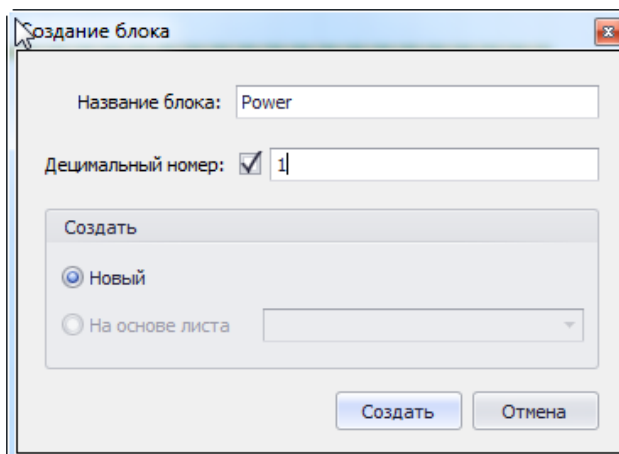 Создание блока
Название блока: Power
Децимальный номер: 1
Создать
Новый
На основе листа
Создать Отмена